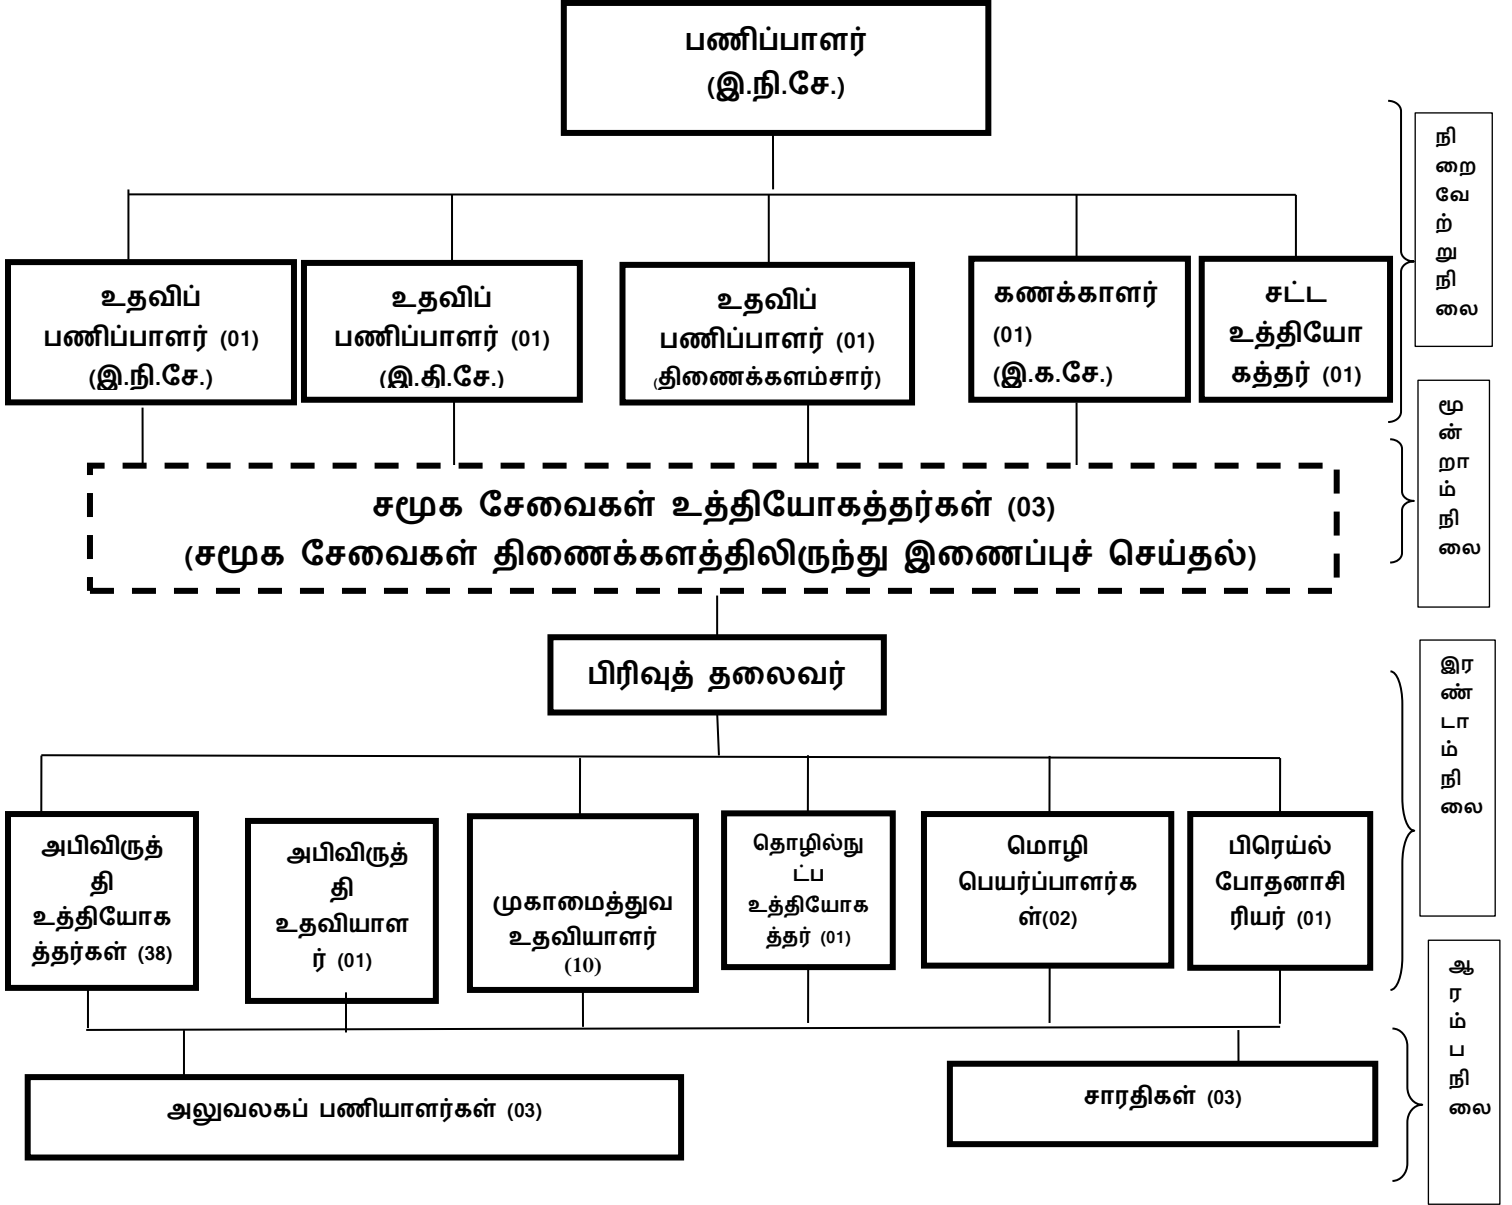 பணிப்பாளர்
(இ.நி.சே.)
நி
றை
வே
ற்
று
நி
லை
உதவிப்
பணிப்பாளர் (01)
(இ.நி.சே.)
உதவிப்
பணிப்பாளர் (01)
(இ.தி.சே.)
உதவிப்
பணிப்பாளர் (01)
(திணைக்களம்சார்)
கணக்காளர்
(01)
(இ.க.சே.)
சட்ட
உத்தியோ
கத்தர் (01)
மூ
ன்
றா
ம்
நி
லை
சமூக சேவைகள் உத்தியோகத்தர்கள் (03)
(சமூக சேவைகள் திணைக்களத்திலிருந்து இணைப்புச் செய்தல்)
பிரிவுத் தலைவர்
இர
ண்
டா
ம்
நி
லை
அபிவிருத்
தி
உத்தியோக
த்தர்கள் (38)
அபிவிருத்
தி
உதவியாள
ர் (01)
முகாமைத்துவ
உதவியாளர்
(10)
தொழில்நு
ட்ப
உத்தியோக
த்தர் (01)
மொழி
பெயர்ப்பாளர்க
ள்(02)
பிரெய்ல்
போதனாசி
ரியர் (01)
ஆ
ர
ம்
ப
நி
லை
அலுவலகப் பணியாளர்கள் (03)
சாரதிகள் (03)